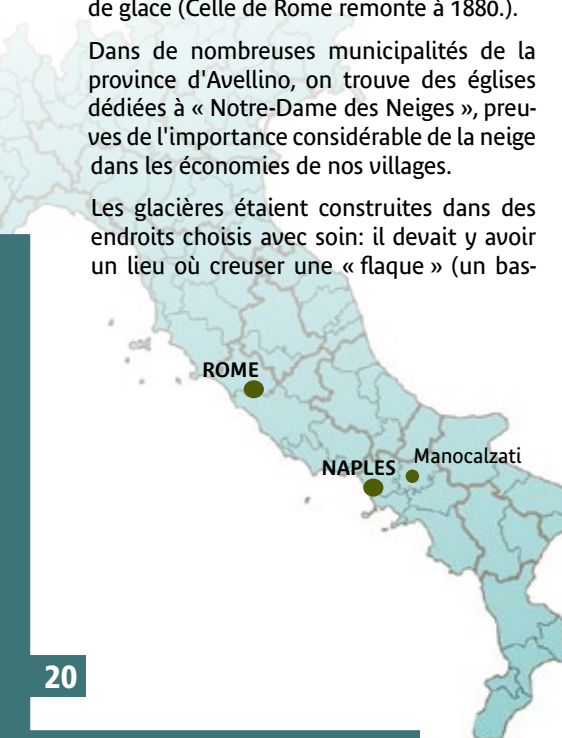 de glace (Celle de Rome remonte à 1880.).
Dans de nombreuses municipalités de la
province d'Avellino, on trouve des églises
dédiées à « Notre-Dame des Neiges », preu-
ves de l'importance considérable de la neige
dans les économies de nos villages.
Les glacières étaient construites dans des
endroits choisis avec soin: il devait y avoir
un lieu où creuser une « flaque » (un bas-
ROME
Manocalzati
NAPLES
20